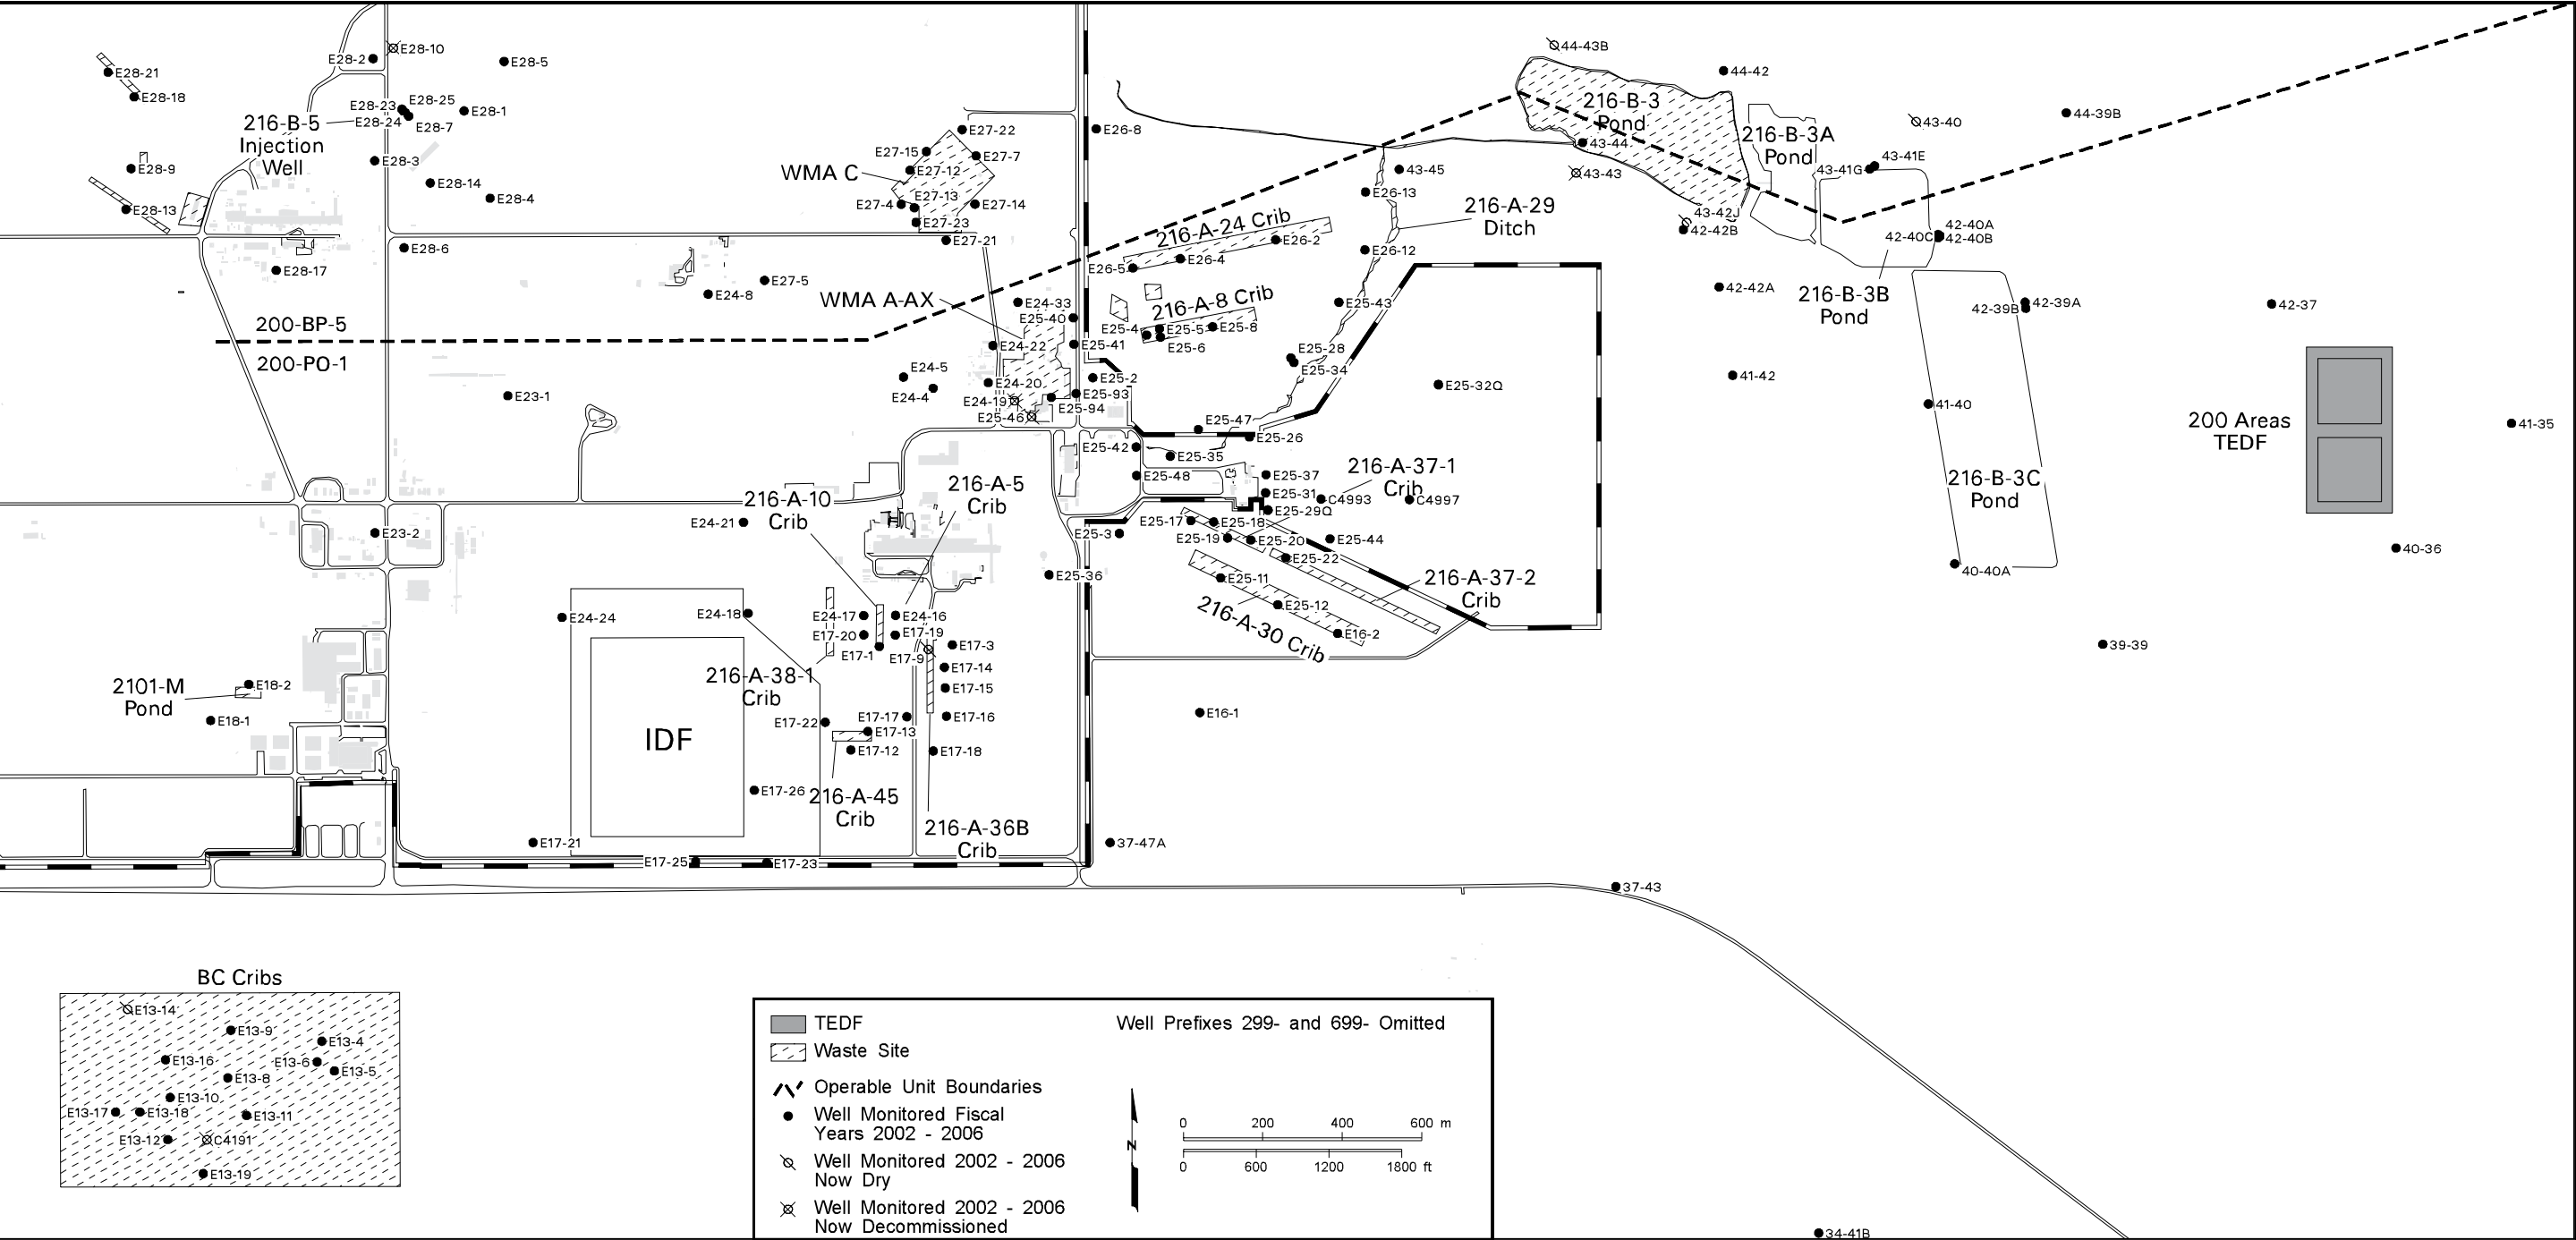 E28-10
E28-2
E28-5
E28-21
E28-18
E28-23
E28-25
E28-24
E28-7
E28-1
216-B-5
Injection
Well
E28-3
E28-9
E28-14
E28-4
E28-13
E28-6
E28-17
E27-22
E27-15
E27-7
WMA C
E27-12
E27-13
E27-4
E27-14
E27-23
E27-21
E27-5
E24-8
WMA A-AX
E24-33
E25-40
E24-22
E25-41
200-BP-5
200-PO-1
E23-1
E24-5
E24-4
E24-20
E24-19
E25-46
E25-2
E25-93
E25-94
E26-8
44-43B
44-42
216-B-3
Pond
43-44
43-43
43-45
E26-13
216-B-3A
Pond
43-40
44-39B
43-41E
43-41G
216-A-29
Ditch
216-A-24 Crib
E26-2
E26-4
E26-5
E26-12
43-42J
42-42B
42-40A
42-40C
42-40B
216-A-8 Crib
E25-4
E25-5
E25-8
E25-6
E25-43
42-42A
216-B-3B
Pond
42-39A
42-39B
42-37
E25-28
E25-34
E25-32Q
41-42
41-40
200 Areas
TEDF
41-35
E25-47
E25-26
E25-42
E25-35
E25-48
E25-37
E25-31
216-A-37-1
Crib
C4993
C4997
E25-29Q
216-B-3C
Pond
40-36
40-40A
39-39
216-A-10
Crib
216-A-5
Crib
E24-21
E23-2
E25-3
E25-17
E25-18
E25-19
E25-20
E25-44
E25-22
E25-36
E25-11
E25-12
216-A-37-2
Crib
216-A-30 Crib
E16-2
E24-24
E24-18
E24-17
E24-16
E17-20
E17-19
E17-1
E17-9
E17-3
E17-14
216-A-38-1
Crib
E17-15
2101-M
Pond
E18-2
E18-1
IDF
E17-22
E17-17
E17-16
E17-13
E17-12
E17-18
E16-1
E17-26
216-A-45
Crib
216-A-36B
Crib
E17-21
E17-25
E17-23
37-47A
37-43
BC Cribs
E13-14
E13-9
E13-4
E13-16
E13-6
E13-5
E13-8
E13-10
E13-17
E13-18
E13-11
E13-12
C4191
E13-19
TEDF
Waste Site
Operable Unit Boundaries
Well Monitored Fiscal
Years 2002 - 2006
Well Monitored 2002 - 2006
Now Dry
Well Monitored 2002 - 2006
Now Decommissioned
Well Prefixes 299- and 699- Omitted
N
0 200 400 600 m
0 600 1200 1800 ft
34-41B